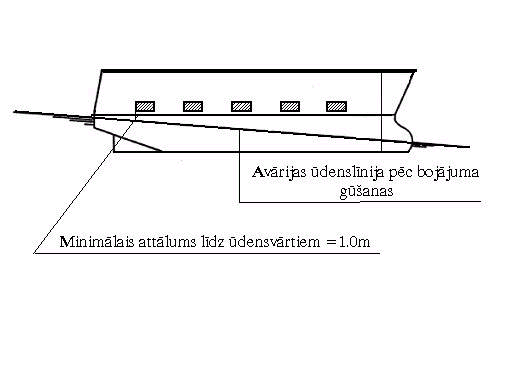 Avārijas ūdenslīnija pēc bojājuma
gūšanas
Minimālais attālums līdz ūdensvārtiem =1.0m